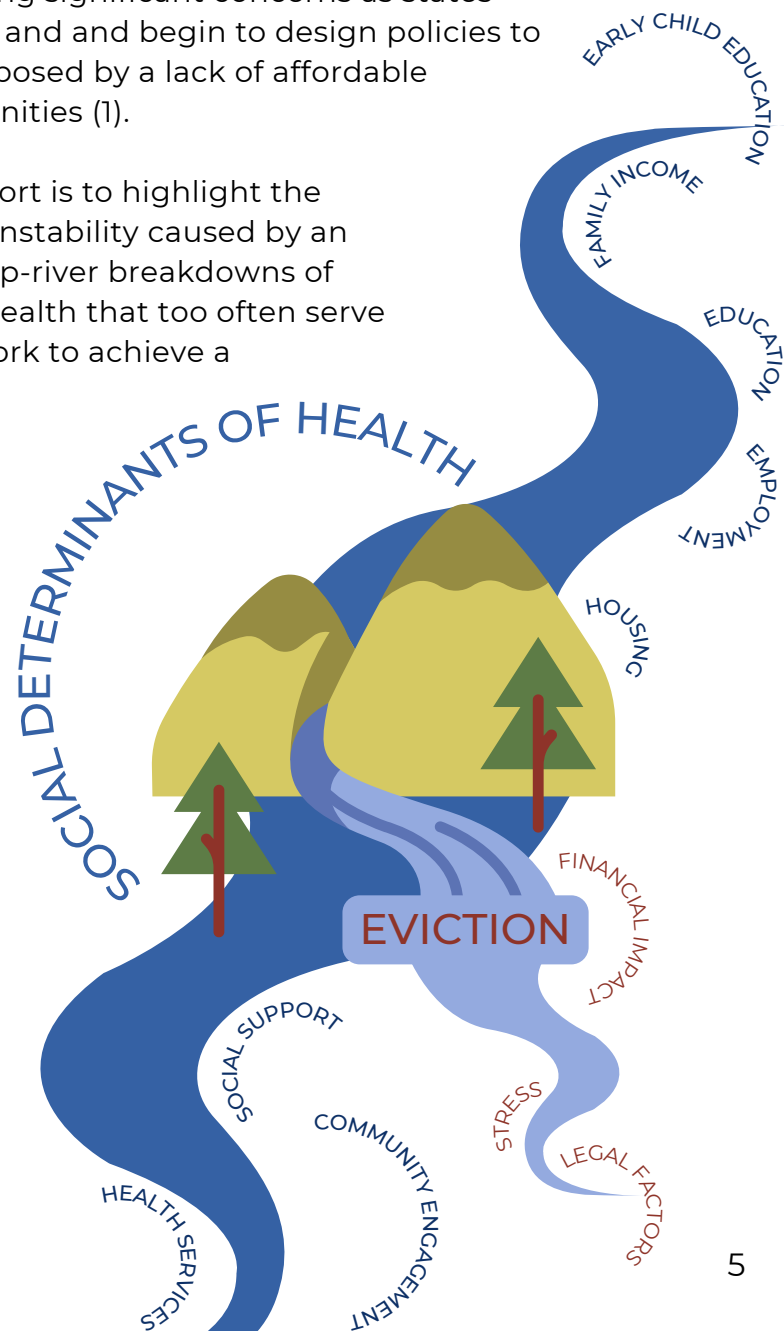 and and begin to design policies to
posed by a lack of affordable
nities (1).
ort is to highlight the
nstability caused by an
p-river breakdowns of
ealth that too often serve
ork to achieve a
EARLY CHILD EDUCATION
FAMILY INCOME
EDUCATION
EMPLOYMENT
SOCIAL DETERMINANTS OF HEALTH
HOUSING
FINANCIAL IMPACT
EVICTION
SOCIAL SUPPORT
STRESS
COMMUNITY ENGAGEMENT
LEGAL FACTORS
HEALTH SERVICES
5